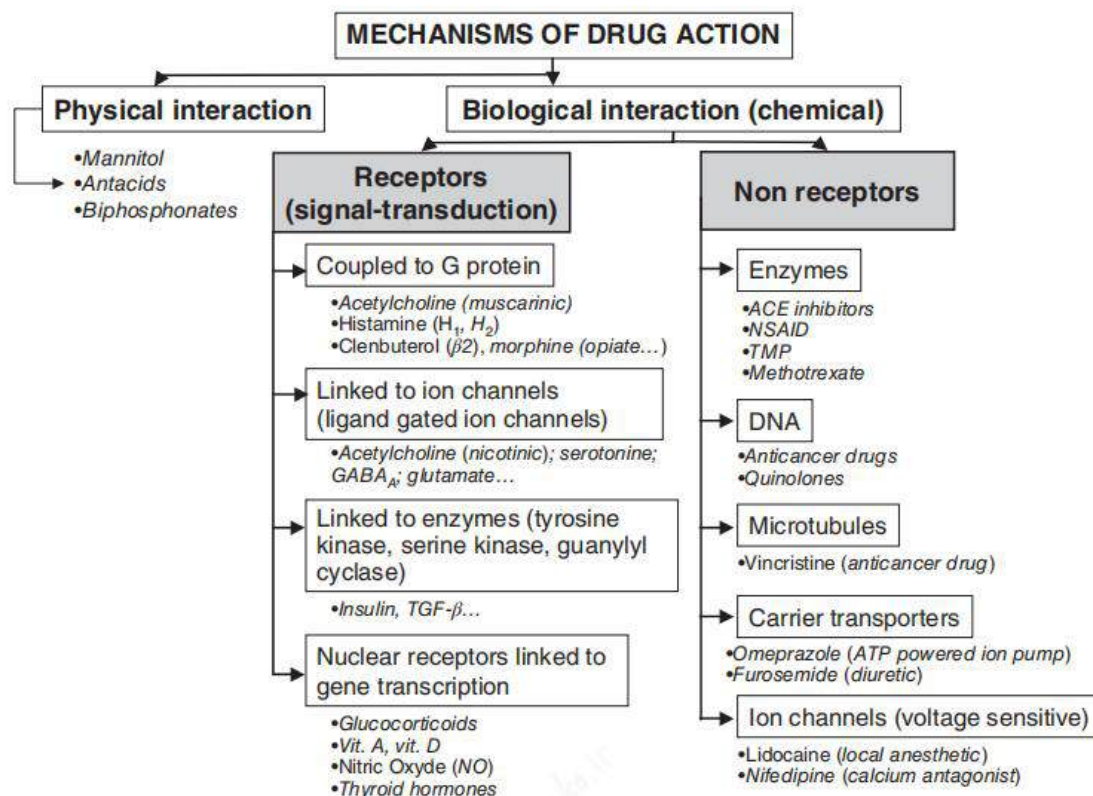 MECHANISMS OF DRUG ACTION
Physical interaction
•Mannitol
•Antacids
•Biphosphonates
Biological interaction (chemical)
Receptors
(signal-transduction)
Coupled to G protein
•Acetylcholine (muscarinic)
•Histamine (H1, H2)
•Clenbuterol (β2), morphine (opiate…)
Linked to ion channels
(ligand gated ion channels)
•Acetylcholine (nicotinic); serotonine;
GABAA; glutamate…
Linked to enzymes (tyrosine
kinase, serine kinase, guanylyl
cyclase)
•Insulin, TGF-β…
Nuclear receptors linked to
gene transcription
•Glucocorticoids
•Vit. A, vit. D
•Nitric Oxyde (NO)
•Thyroid hormones
Non receptors
Enzymes
•ACE inhibitors
•NSAID
•TMP
•Methotrexate
DNA
•Anticancer drugs
•Quinolones
Microtubules
•Vincristine (anticancer drug)
Carrier transporters
•Omeprazole (ATP powered ion pump)
•Furosemide (diuretic)
Ion channels (voltage sensitive)
•Lidocaine (local anesthetic)
•Nifedipine (calcium antagonist)